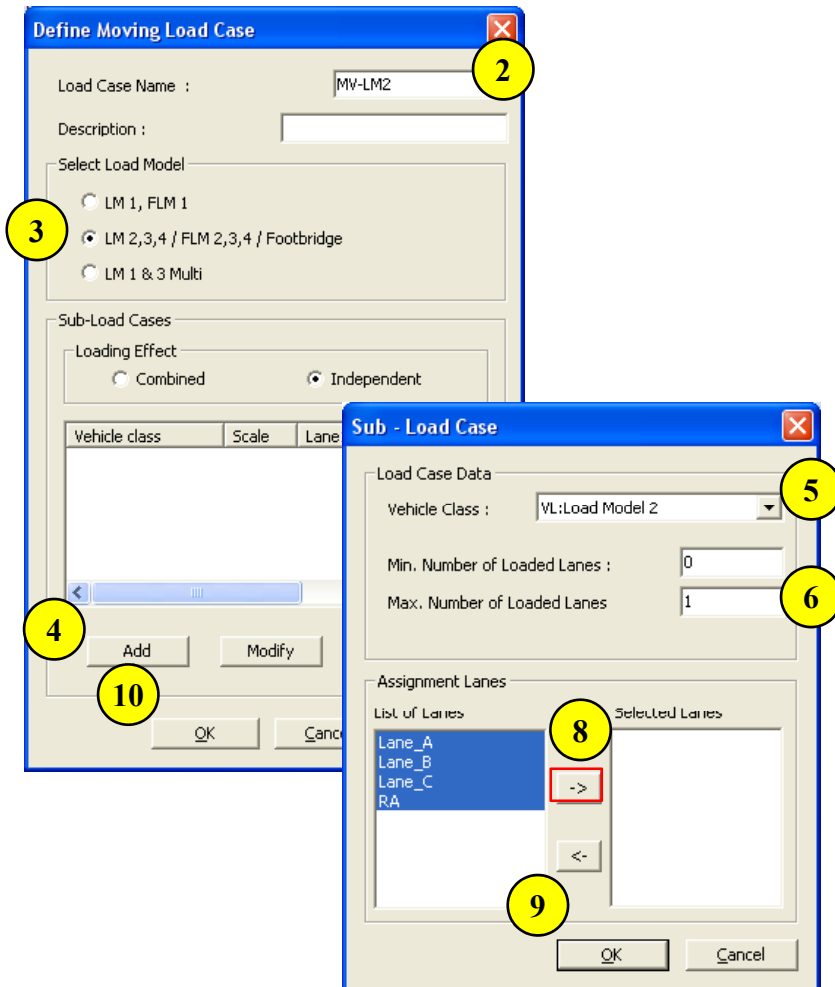 Define Moving Load Case
2
Load Case Name :
MV-LM2
Description :
Select Load Model
LM 1, FLM 1
3
LM 2,3,4 / FLM 2,3,4 / Footbridge
LM 1 & 3 Multi
Sub-Load Cases
Loading Effect
Combined
Independent
Vehicle class
Scale
Lane
4
Add
Modify
10
OK
Canc
Sub - Load Case
Load Case Data
5
Vehicle Class :
VL:Load Model 2
Min. Number of Loaded Lanes :
0
Max. Number of Loaded Lanes
1
6
Assignment Lanes
List of Lanes
Selected Lanes
8
Lane_A
Lane_B
Lane_C
RA
->
<-
9
OK
Cancel